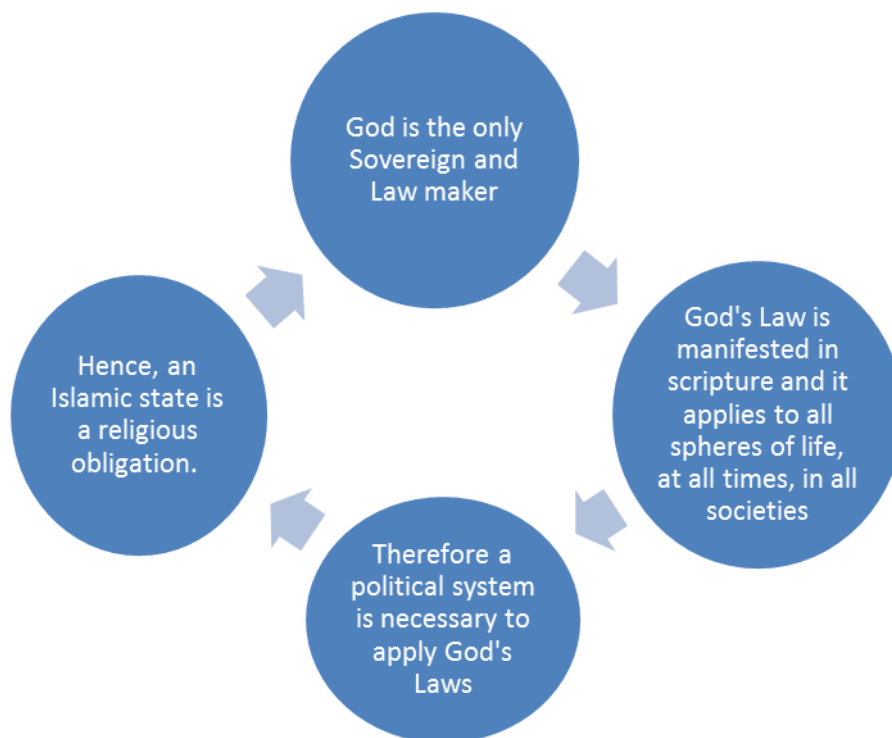 God is the only
Sovereign and
Law maker
God's Law is
manifested in
scripture and it
applies to all
spheres of life,
at all times, in all
societies
Therefore a
political system
is necessary to
apply God's
Laws
Hence, an
Islamic state is
a religious
obligation.